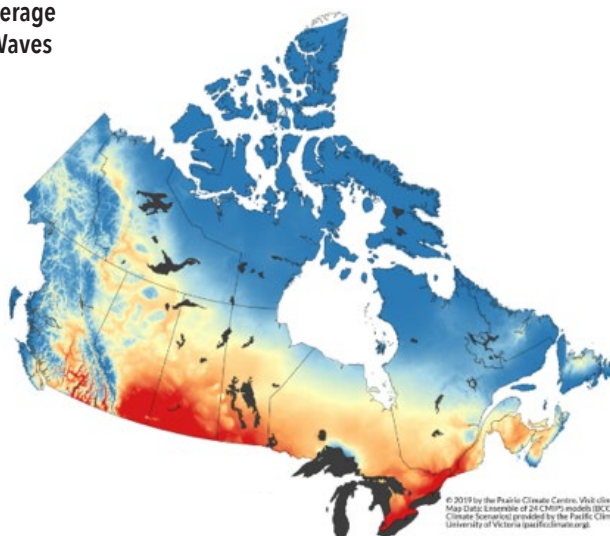 erage
Waves
© 2019 by the Prairie Climate Centre. Visit clim
Map Data: Ensemble of 24 CMIP5 models (BCC
Climate Scenarios) provided by the Pacific Clim
University of Victoria (pacificclimate.org).